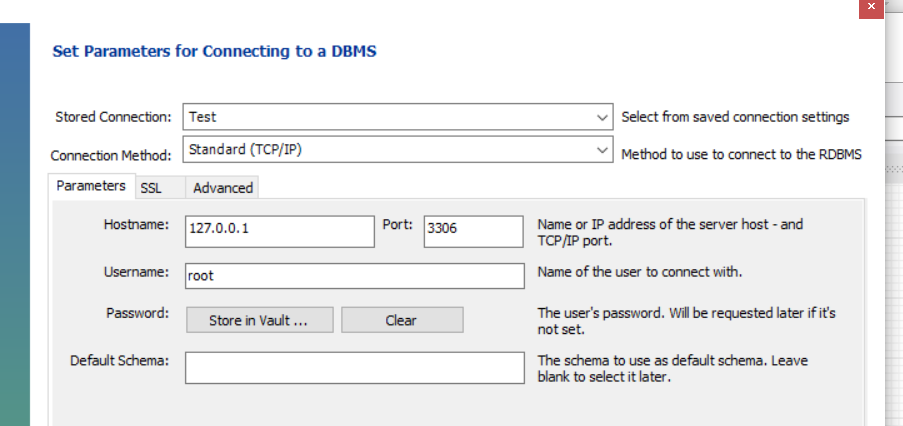 Set Parameters for Connecting to a DBMS
Stored Connection: Test Select from saved connection settings
Connection Method: Standard (TCP/IP) Method to use to connect to the RDBMS
Parameters SSL Advanced
Hostname: 127.0.0.1 Port: 3306 Name or IP address of the server host - and
TCP/IP port.
Username: root Name of the user to connect with.
Password: Store in Vault ... Clear The user's password. Will be requested later if it's
not set.
Default Schema: The schema to use as default schema. Leave
blank to select it later.